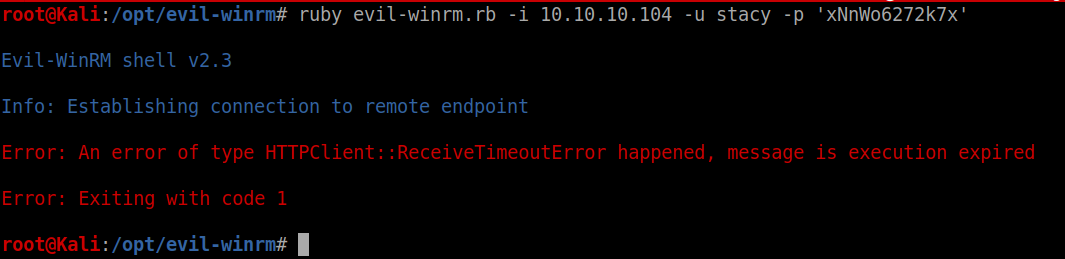 root@Kali:/opt/evil-winrm# ruby evil-winrm.rb -i 10.10.10.104 -u stacy -p 'xNnWo6272k7x'
Evil-WinRM shell v2.3
Info: Establishing connection to remote endpoint
Error: An error of type HTTPClient::ReceiveTimeoutError happened, message is execution expired
Error: Exiting with code 1
root@Kali:/opt/evil-winrm#